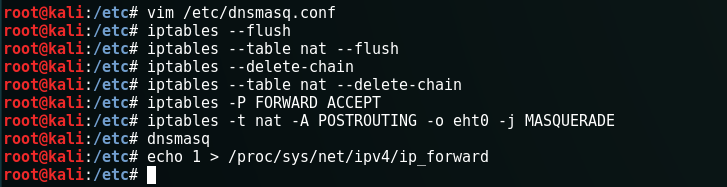 root@kali:/etc# vim /etc/dnsmasq.conf
root@kali:/etc# iptables --flush
root@kali:/etc# iptables --table nat --flush
root@kali:/etc# iptables --delete-chain
root@kali:/etc# iptables --table nat --delete-chain
root@kali:/etc# iptables -P FORWARD ACCEPT
root@kali:/etc# iptables -t nat -A POSTROUTING -o eht0 -j MASQUERADE
root@kali:/etc# dnsmasq
root@kali:/etc# echo 1 > /proc/sys/net/ipv4/ip_forward
root@kali:/etc#